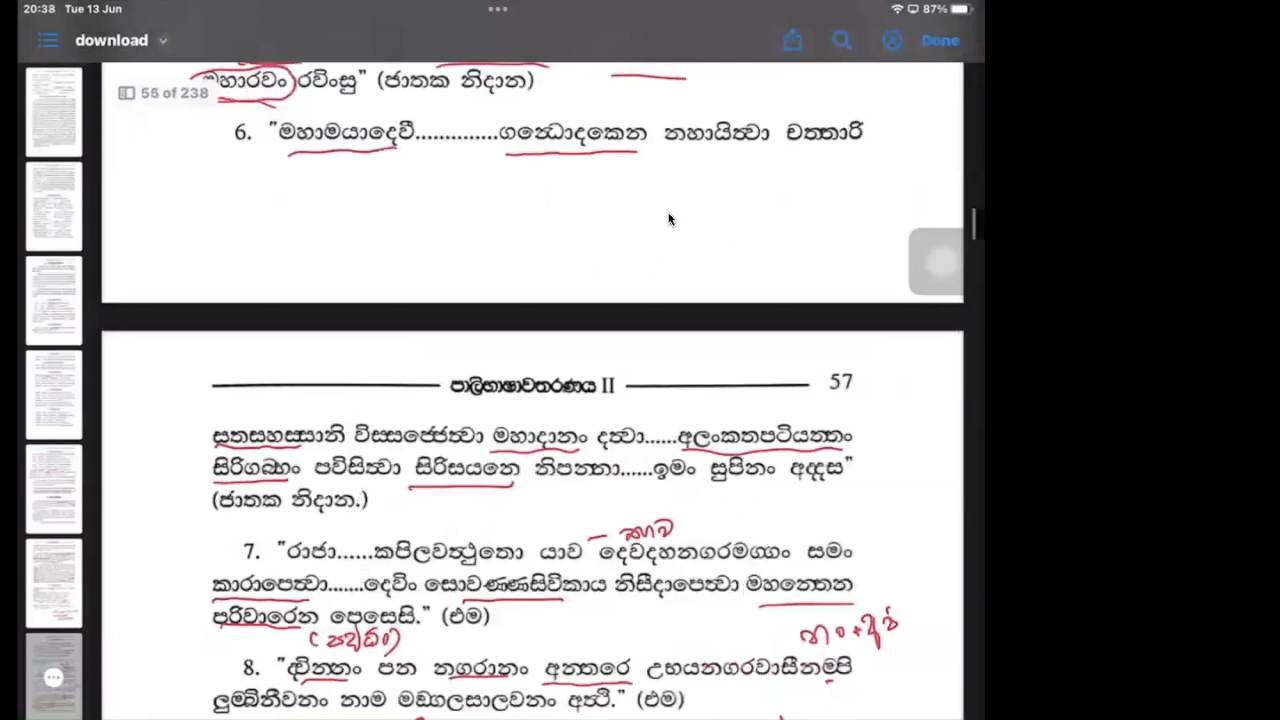 20:38 Tue 13 Jun
87%
download
Done
මහාරවං රවිංසු” (ජාතක නිදාන)
55 of 238
6. “මහාමයාදෙවී.............ගන්ධොදකෙන නහායිත්වා චත්තාරි
පාලිභාෂාවතරණය II 57
සතසහස්සානි විස්සජ්ජෙත්වා මහාදානං දත්වා......අලංකතපටියත්තං
සිරිගබ්භං පවිසිත්වා සිරිසයනෙ නිපන්නා......ඉමං සුපිනං අද්දස”
(ජාතක නිදාන.)
7. “රාජා......කපිලවත්ථුතො යාව දෙවදහනගරමග්ගං සමං
කාරාපෙත්වා.......දෙවිං සොවණ්ණසිවිකාය නිසීදාපෙත්වා මහන්තෙන
පරිවාරෙන පෙසෙසි.” (එම)
8. “ද්වින්නං පන නගරානං අන්තරෙ උභයනගරවාසීනම්පි
ලුම්බිනීවනං නාම මඞ්ගලසාලවනං අත්ථි.” (එම)